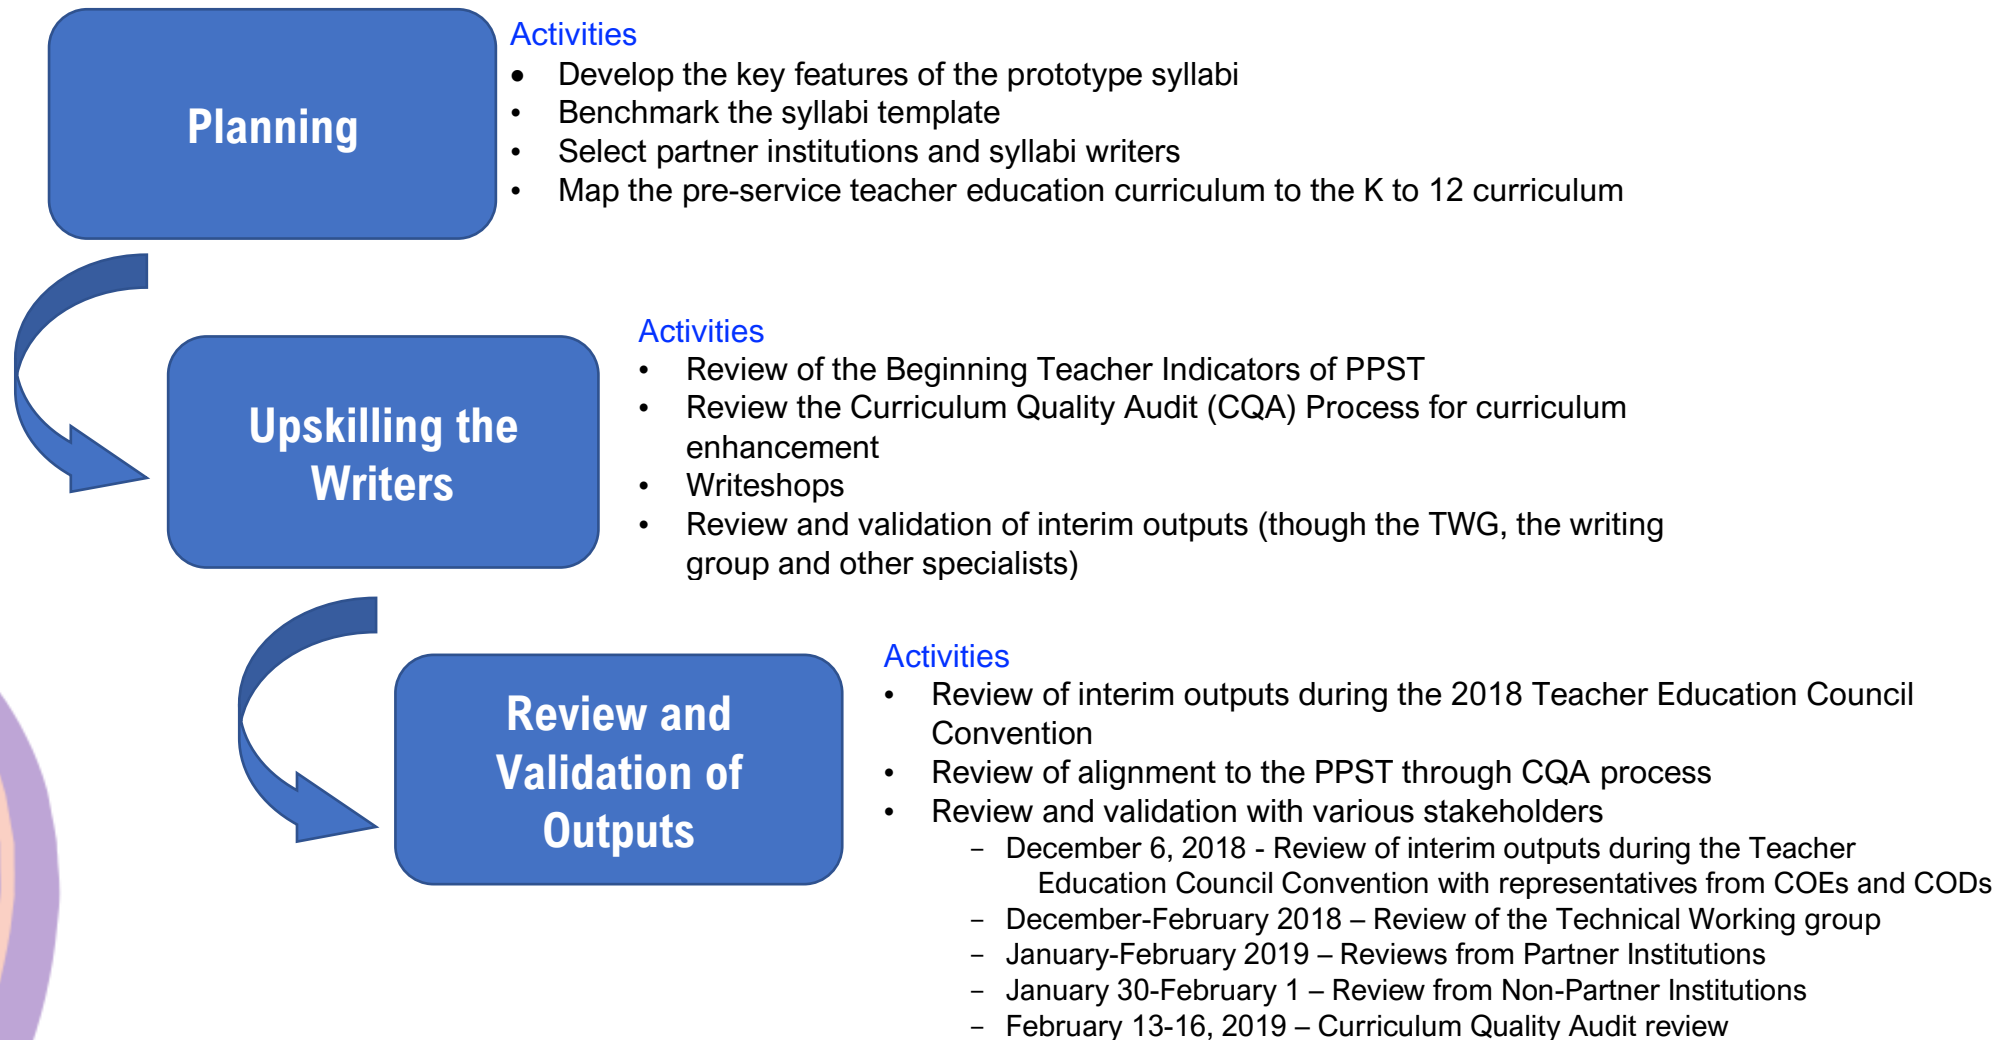 Planning
Activities
• Develop the key features of the prototype syllabi
• Benchmark the syllabi template
• Select partner institutions and syllabi writers
• Map the pre-service teacher education curriculum to the K to 12 curriculum
Upskilling the
Writers
Activities
• Review of the Beginning Teacher Indicators of PPST
• Review the Curriculum Quality Audit (CQA) Process for curriculum
enhancement
• Writeshops
• Review and validation of interim outputs (though the TWG, the writing
group and other specialists)
Review and
Validation of
Outputs
Activities
• Review of interim outputs during the 2018 Teacher Education Council
Convention
• Review of alignment to the PPST through CQA process
• Review and validation with various stakeholders
– December 6, 2018 - Review of interim outputs during the Teacher
Education Council Convention with representatives from COEs and CODs
– December-February 2018 – Review of the Technical Working group
– January-February 2019 – Reviews from Partner Institutions
– January 30-February 1 – Review from Non-Partner Institutions
– February 13-16, 2019 – Curriculum Quality Audit review